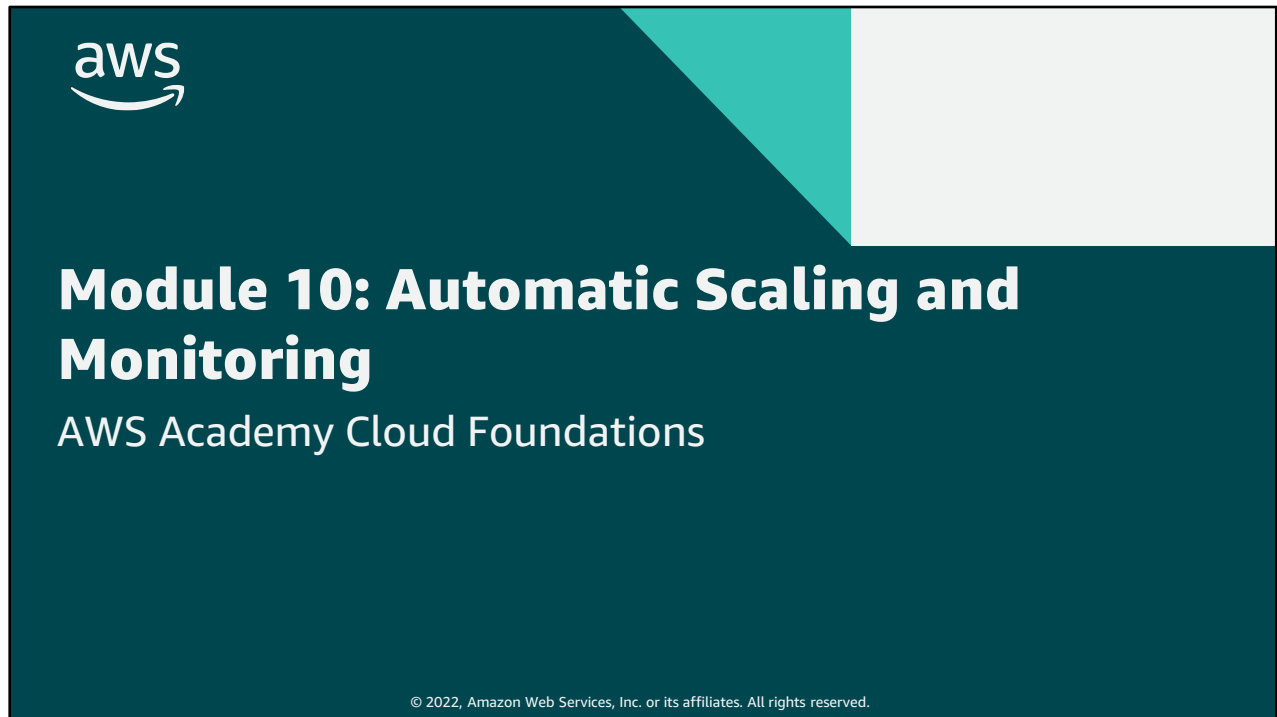 aws
Module 10: Automatic Scaling and
Monitoring
AWS Academy Cloud Foundations
© 2022, Amazon Web Services, Inc. or its affiliates. All rights reserved.